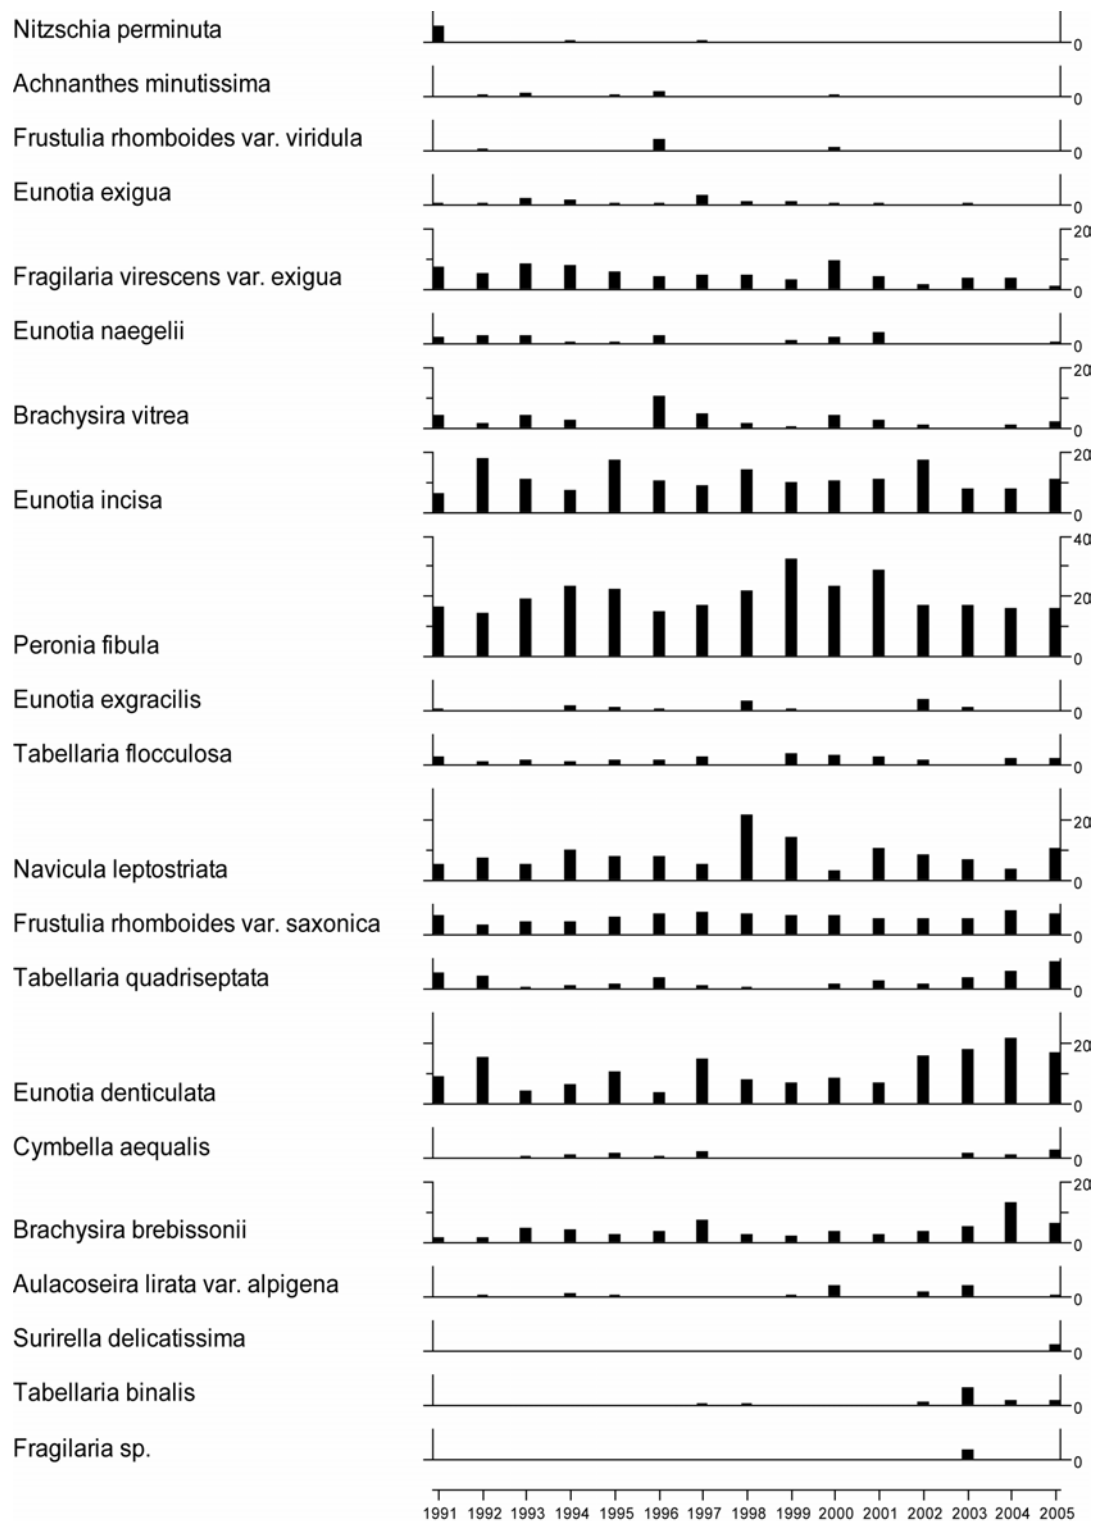 Nitzschia perminuta
0
Achnanthes minutissima
0
Frustulia rhomboides var. viridula
0
Eunotia exigua
0
20
Fragilaria virescens var. exigua
0
Eunotia naegelii
0
20
Brachysira vitrea
0
20
Eunotia incisa
0
40
20
Peronia fibula
0
Eunotia exgracilis
0
Tabellaria flocculosa
0
20
Navicula leptostriata
0
Frustulia rhomboides var. saxonica
0
Tabellaria quadriseptata
0
20
Eunotia denticulata
0
Cymbella aequalis
0
20
Brachysira brebissonii
0
Aulacoseira lirata var. alpigena
0
Surirella delicatissima
0
Tabellaria binalis
0
Fragilaria sp.
0
1991 1992 1993 1994 1995 1996 1997 1998 1999 2000 2001 2002 2003 2004 2005